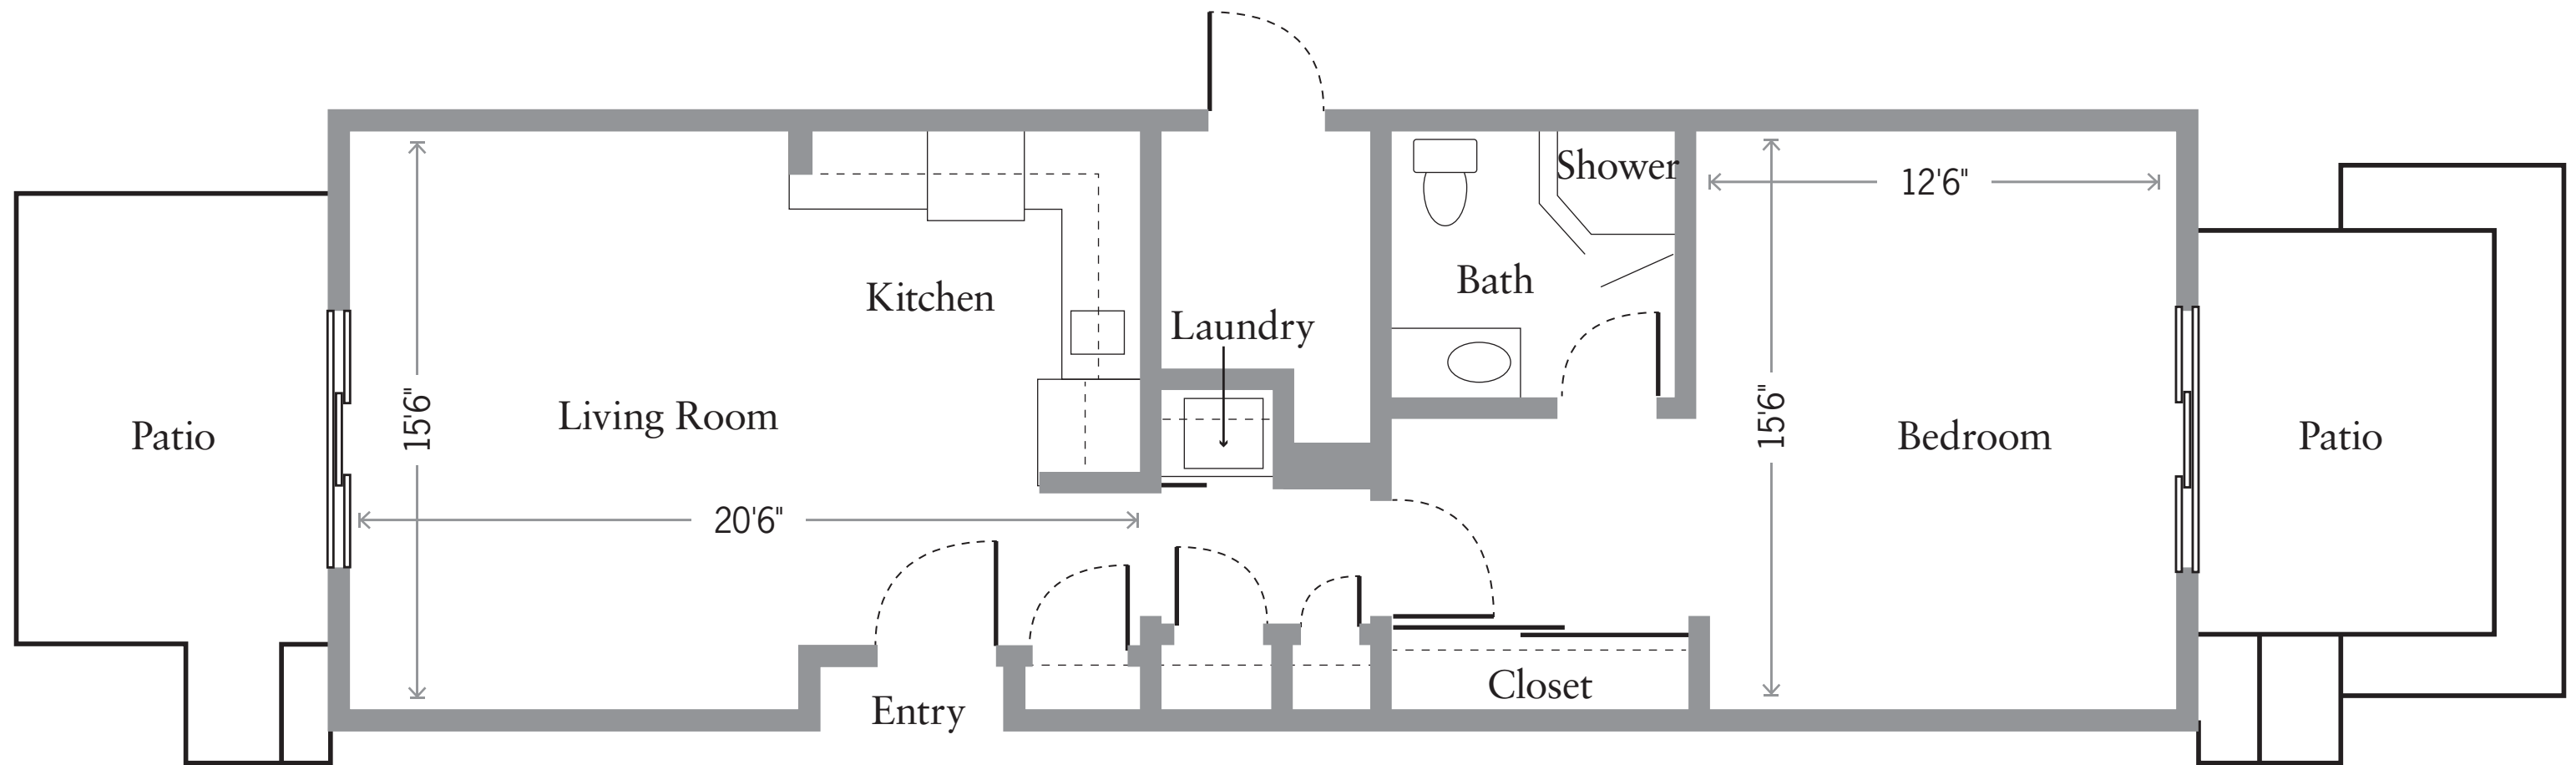 Shower
12'6"
Kitchen
Bath
Laundry
15'6"
Living Room
15'6"
Patio
Bedroom
Patio
20'6"
Closet
Entry